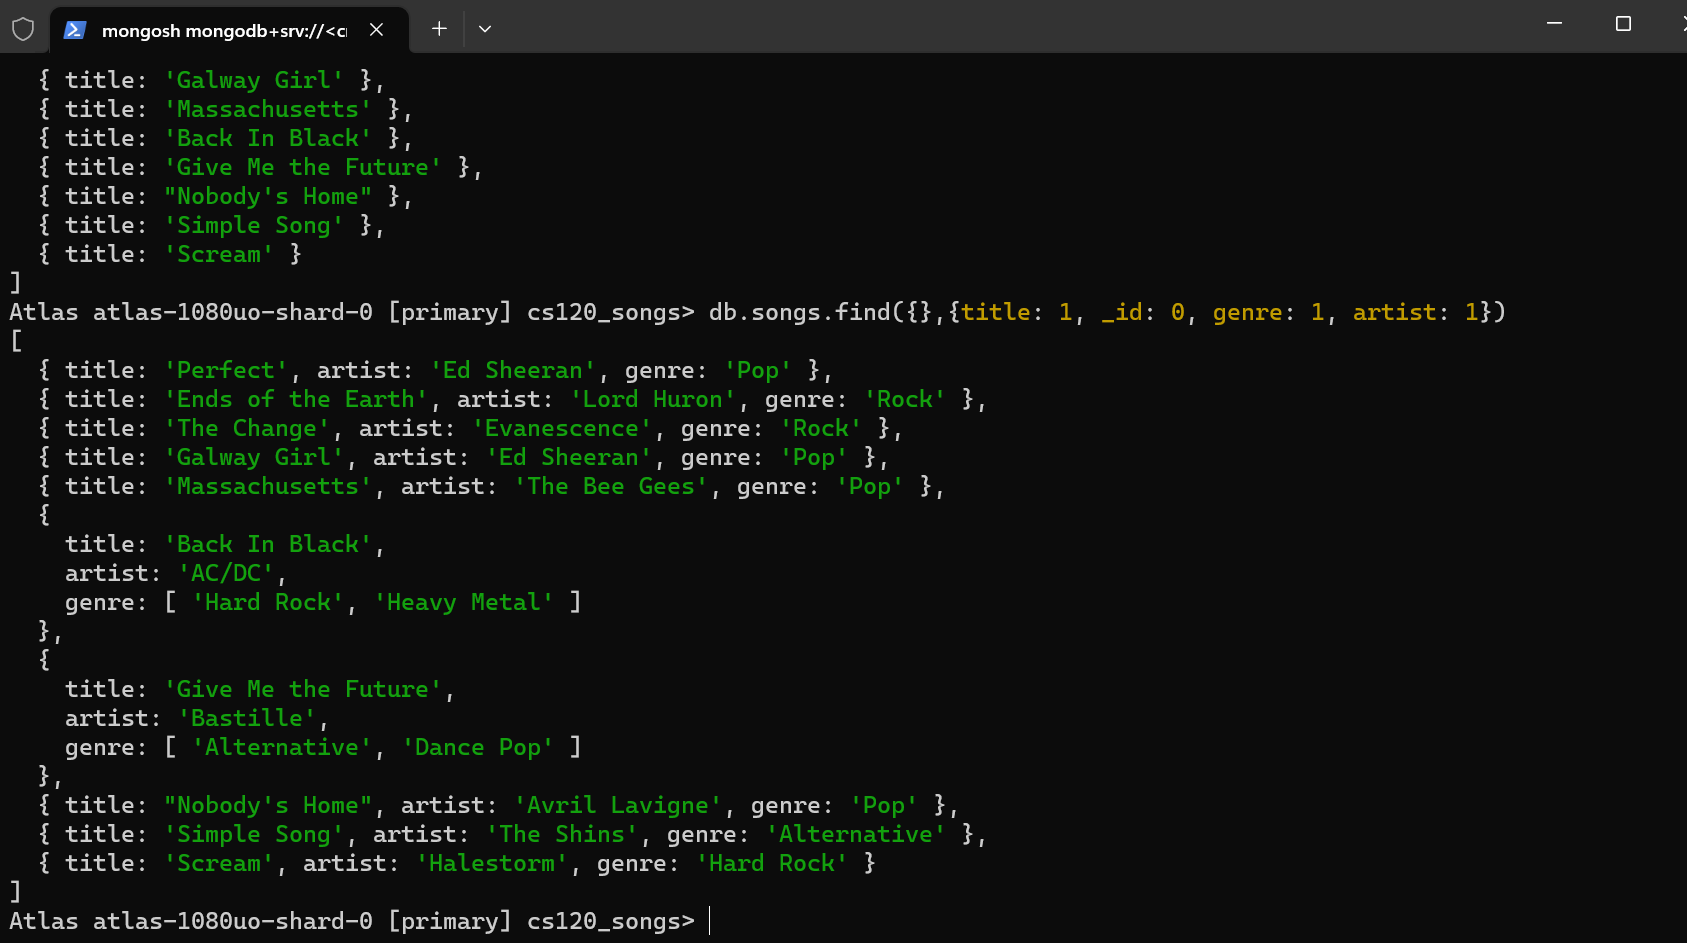 mongosh mongodb+srv://<c
  { title: 'Galway Girl' },
  { title: 'Massachusetts' },
  { title: 'Back In Black' },
  { title: 'Give Me the Future' },
  { title: "Nobody's Home" },
  { title: 'Simple Song' },
  { title: 'Scream' }
]
Atlas atlas-1080uo-shard-0 [primary] cs120_songs> db.songs.find({},{title: 1, _id: 0, genre: 1, artist: 1})
[
  { title: 'Perfect', artist: 'Ed Sheeran', genre: 'Pop' },
  { title: 'Ends of the Earth', artist: 'Lord Huron', genre: 'Rock' },
  { title: 'The Change', artist: 'Evanescence', genre: 'Rock' },
  { title: 'Galway Girl', artist: 'Ed Sheeran', genre: 'Pop' },
  { title: 'Massachusetts', artist: 'The Bee Gees', genre: 'Pop' },
  {
    title: 'Back In Black',
    artist: 'AC/DC',
    genre: [ 'Hard Rock', 'Heavy Metal' ]
  },
  {
    title: 'Give Me the Future',
    artist: 'Bastille',
    genre: [ 'Alternative', 'Dance Pop' ]
  },
  { title: "Nobody's Home", artist: 'Avril Lavigne', genre: 'Pop' },
  { title: 'Simple Song', artist: 'The Shins', genre: 'Alternative' },
  { title: 'Scream', artist: 'Halestorm', genre: 'Hard Rock' }
]
Atlas atlas-1080uo-shard-0 [primary] cs120_songs>